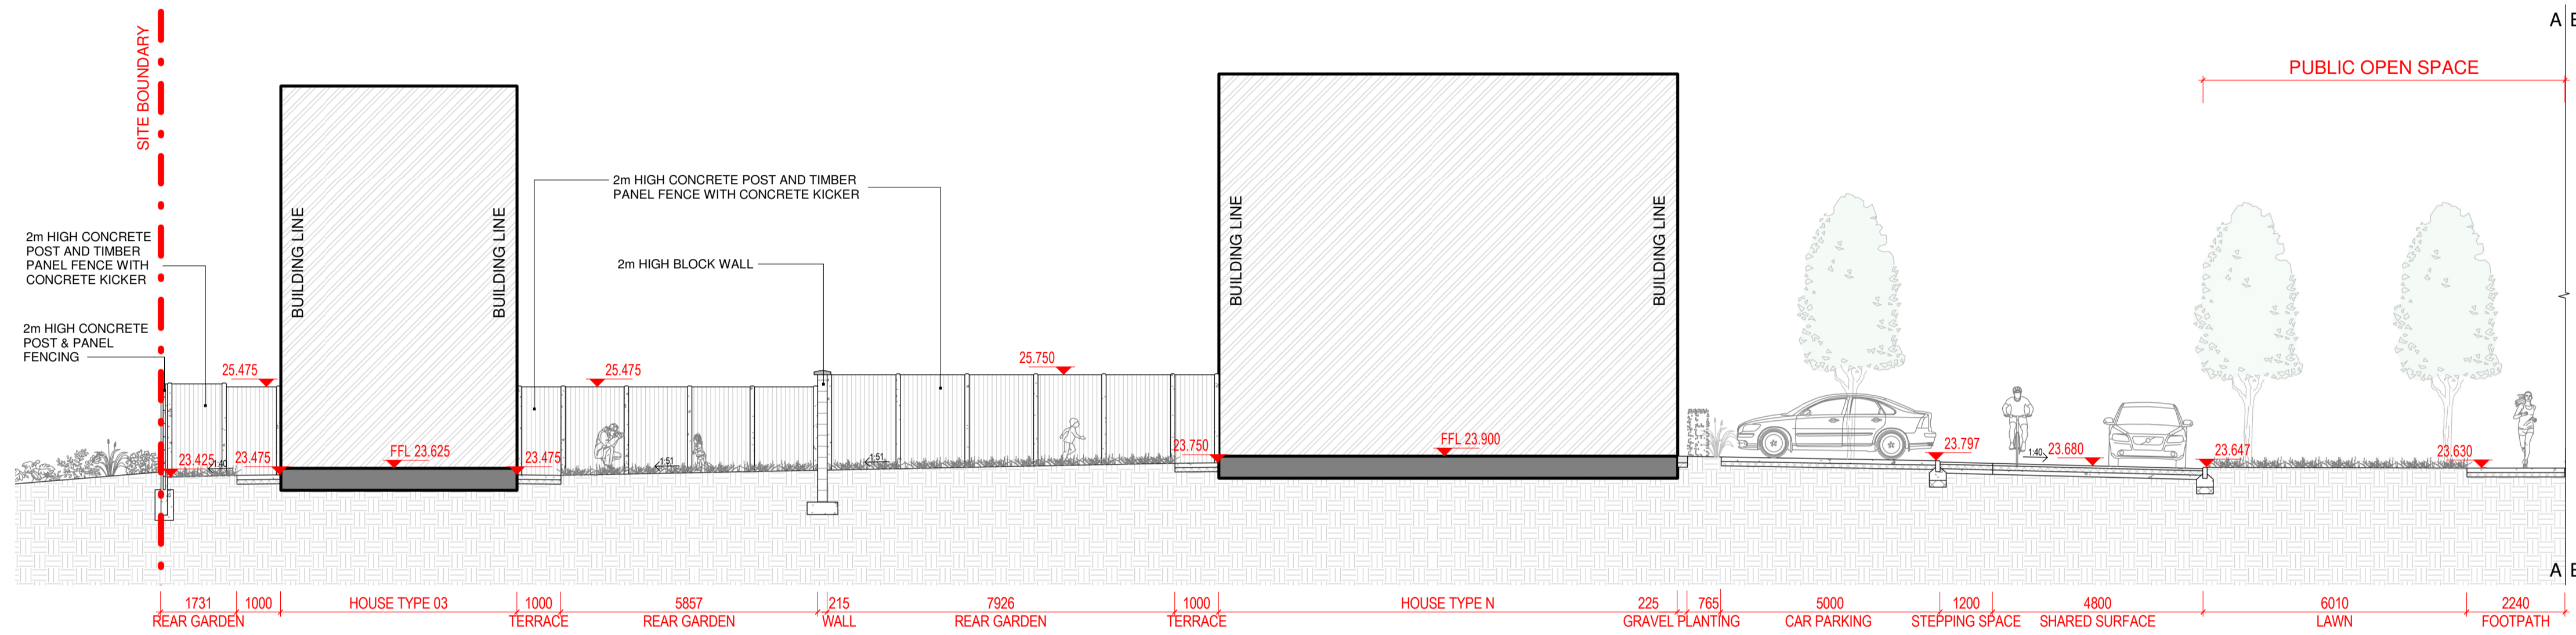 SITE BOUNDARY
A
PUBLIC OPEN SPACE
2m HIGH CONCRETE
POST AND TIMBER
PANEL FENCE WITH
CONCRETE KICKER
2m HIGH CONCRETE
POST & PANEL
FENCING
BUILDING LINE
BUILDING LINE
2m HIGH CONCRETE POST AND TIMBER
PANEL FENCE WITH CONCRETE KICKER
2m HIGH BLOCK WALL
BUILDING LINE
BUILDING LINE
25.475
25.475
25.750
23.425
1:40
23.475
FFL 23.625
23.475
1:51
1:51
23.750
FFL 23.900
23.797
1:40
23.680
23.647
23.630
A
1731 1000 HOUSE TYPE 03 1000 5857 215 7926 1000 HOUSE TYPE N 225 765 5000 1200 4800 6010 2240
REAR GARDEN TERRACE REAR GARDEN WALL REAR GARDEN TERRACE GRAVEL PLANTING CAR PARKING STEPPING SPACE SHARED SURFACE LAWN FOOTPATH